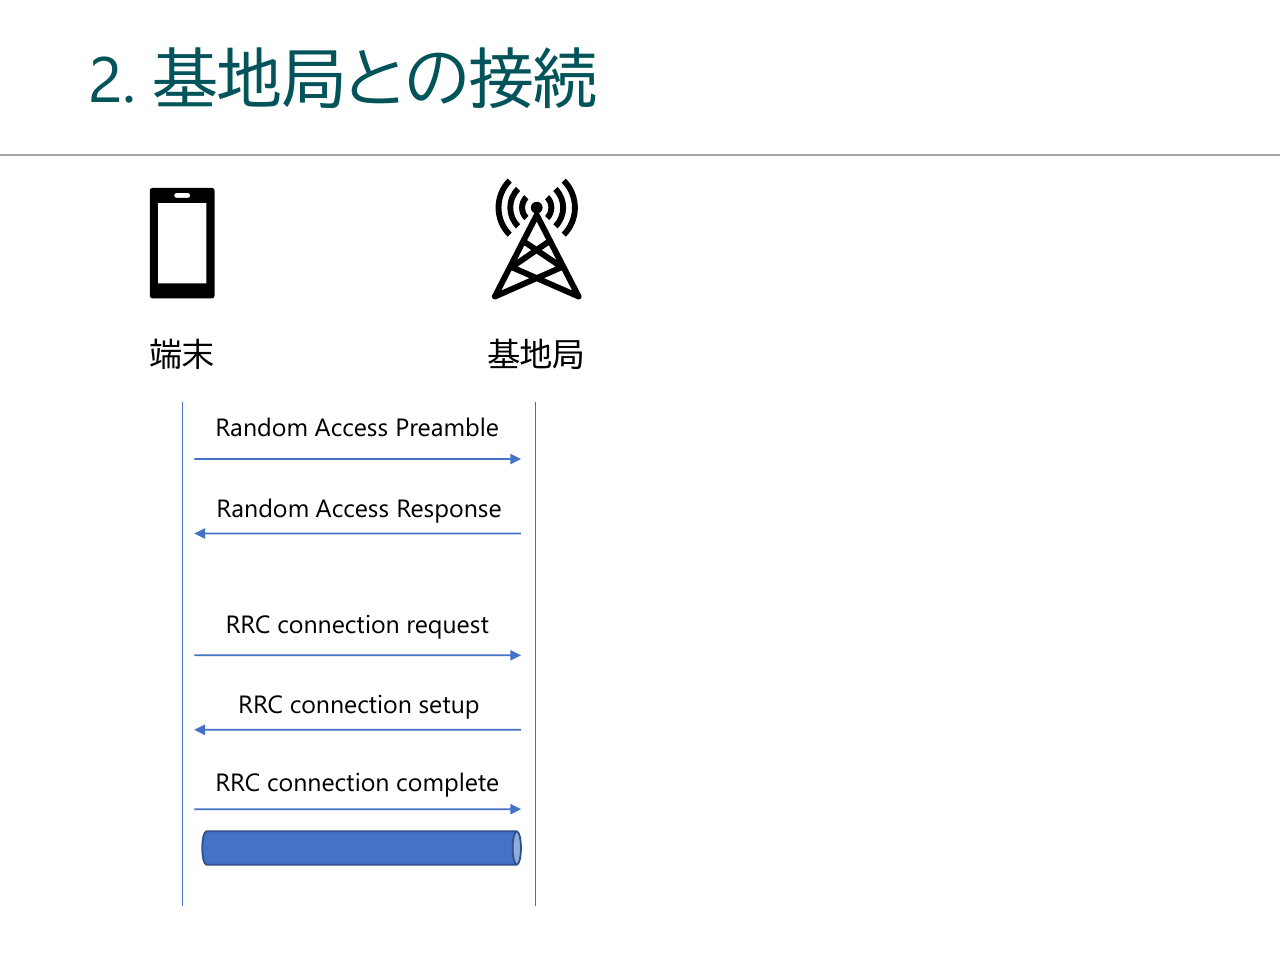 2. 基地局との接続
端末
基地局
Random Access Preamble
Random Access Response
RRC connection request
RRC connection setup
RRC connection complete